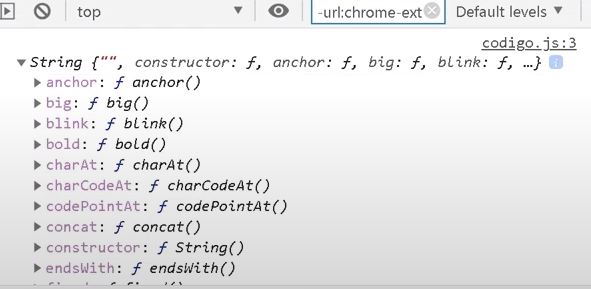 top ▼ -url:chrome-ext Default levels ▼
codigo.js:3
▼String {"", constructor: ƒ, anchor: ƒ, big: ƒ, blink: ƒ, …} i
▶anchor: ƒ anchor()
▶big: ƒ big()
▶blink: ƒ blink()
▶bold: ƒ bold()
▶charAt: ƒ charAt()
▶charCodeAt: ƒ charCodeAt()
▶codePointAt: ƒ codePointAt()
▶concat: ƒ concat()
▶constructor: ƒ String()
▶endsWith: ƒ endsWith()